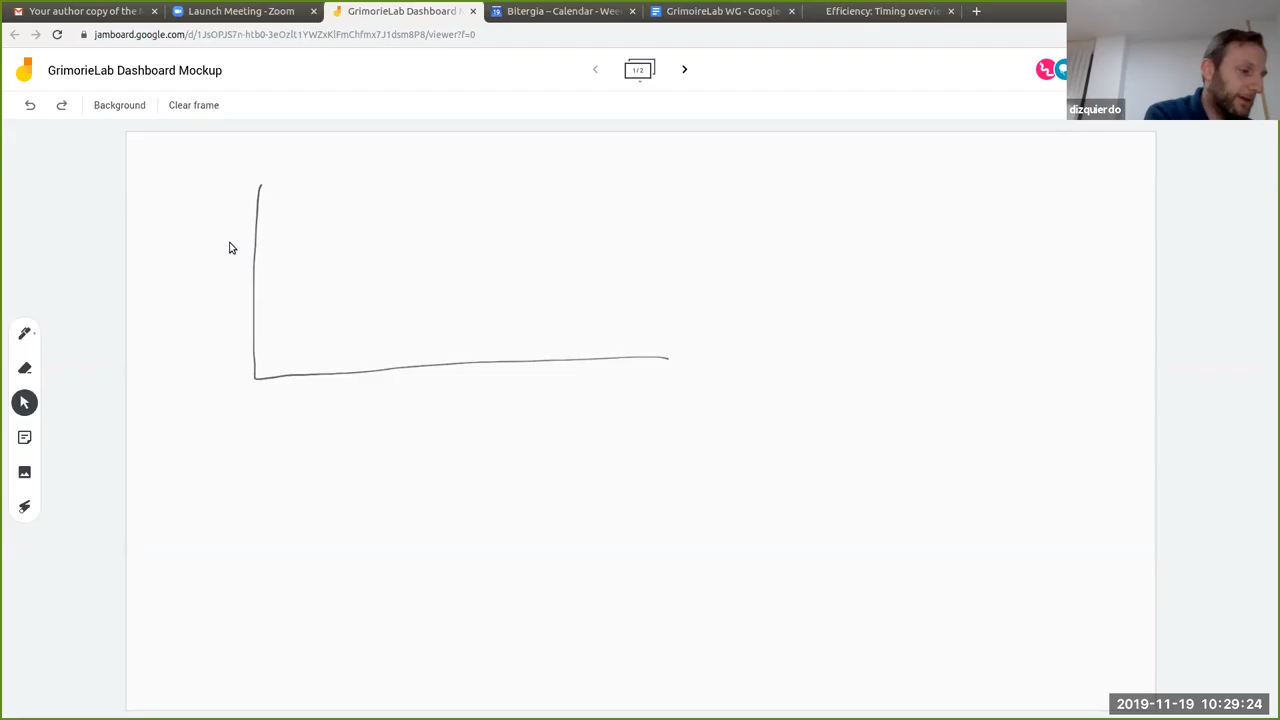 Your author copy of the
Launch Meeting - Zoom
GrimorieLab Dashboard
Bitergia – Calendar - Wee
GrimoireLab WG - Google
Efficiency: Timing overvi
jamboard.google.com/d/1JsOPJS7n-htb0-3eOzlt1YWZxKlFmChfmx7J1dsm8P8/viewer?f=0
GrimorieLab Dashboard Mockup
1/2
Background
Clear frame
dizquierdo
2019-11-19 10:29:24